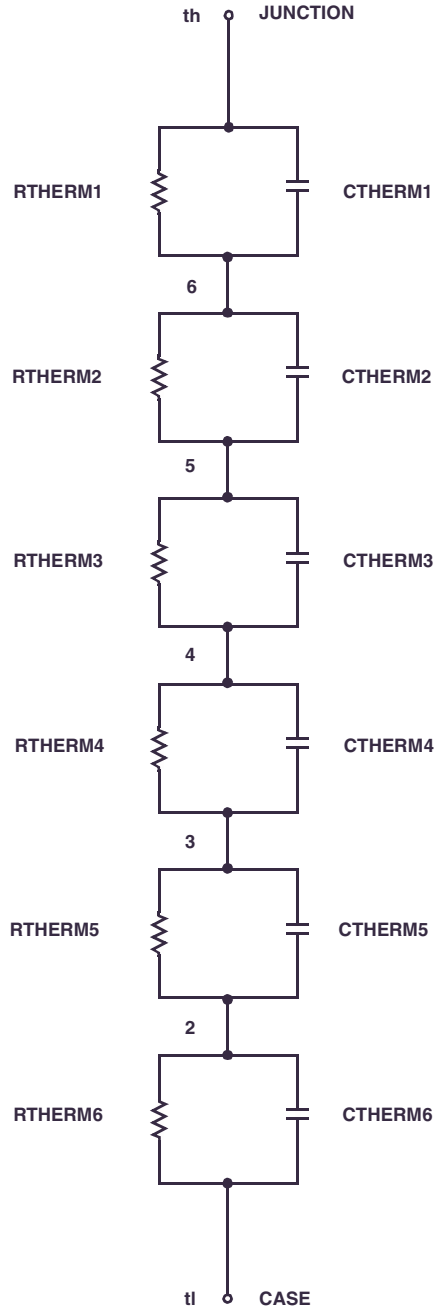 th JUNCTION
RTHERM1 CTHERM1
6
RTHERM2 CTHERM2
5
RTHERM3 CTHERM3
4
RTHERM4 CTHERM4
3
RTHERM5 CTHERM5
2
RTHERM6 CTHERM6
tl CASE